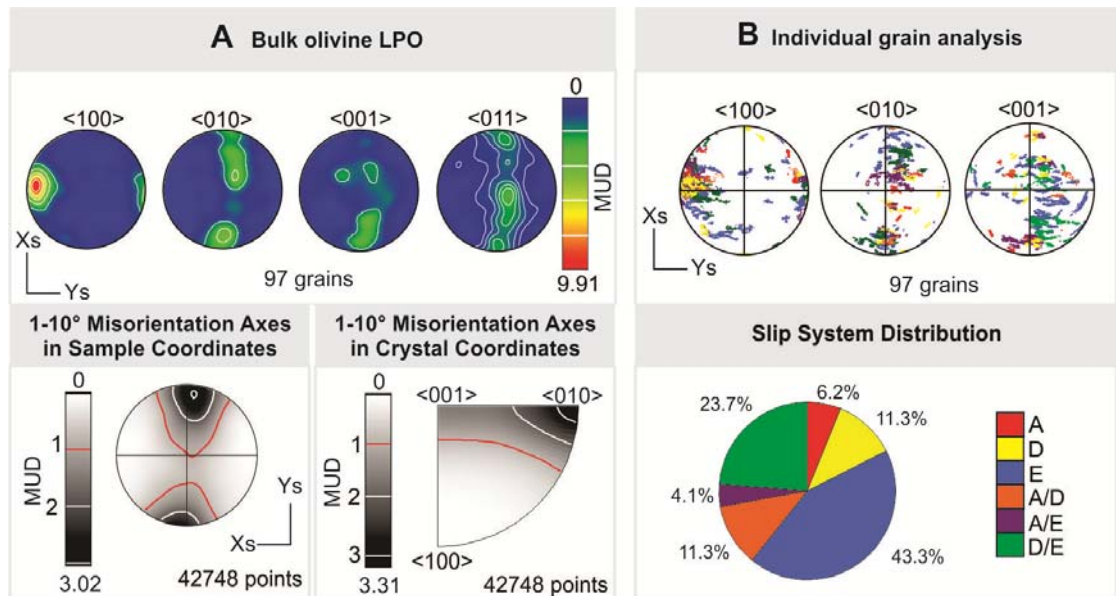 A Bulk olivine LPO
<100>
<010>
<001>
<011>
0
MUD
9.91
Xs
Ys
97 grains
1-10° Misorientation Axes
in Sample Coordinates
0
1
2
MUD
3.02
Ys
Xs
42748 points
1-10° Misorientation Axes
in Crystal Coordinates
0
1
2
3
MUD
3.31
<001>
<010>
<100>
42748 points
B Individual grain analysis
<100>
<010>
<001>
Xs
Ys
97 grains
Slip System Distribution
6.2%
11.3%
43.3%
11.3%
4.1%
23.7%
A
D
E
A/D
A/E
D/E